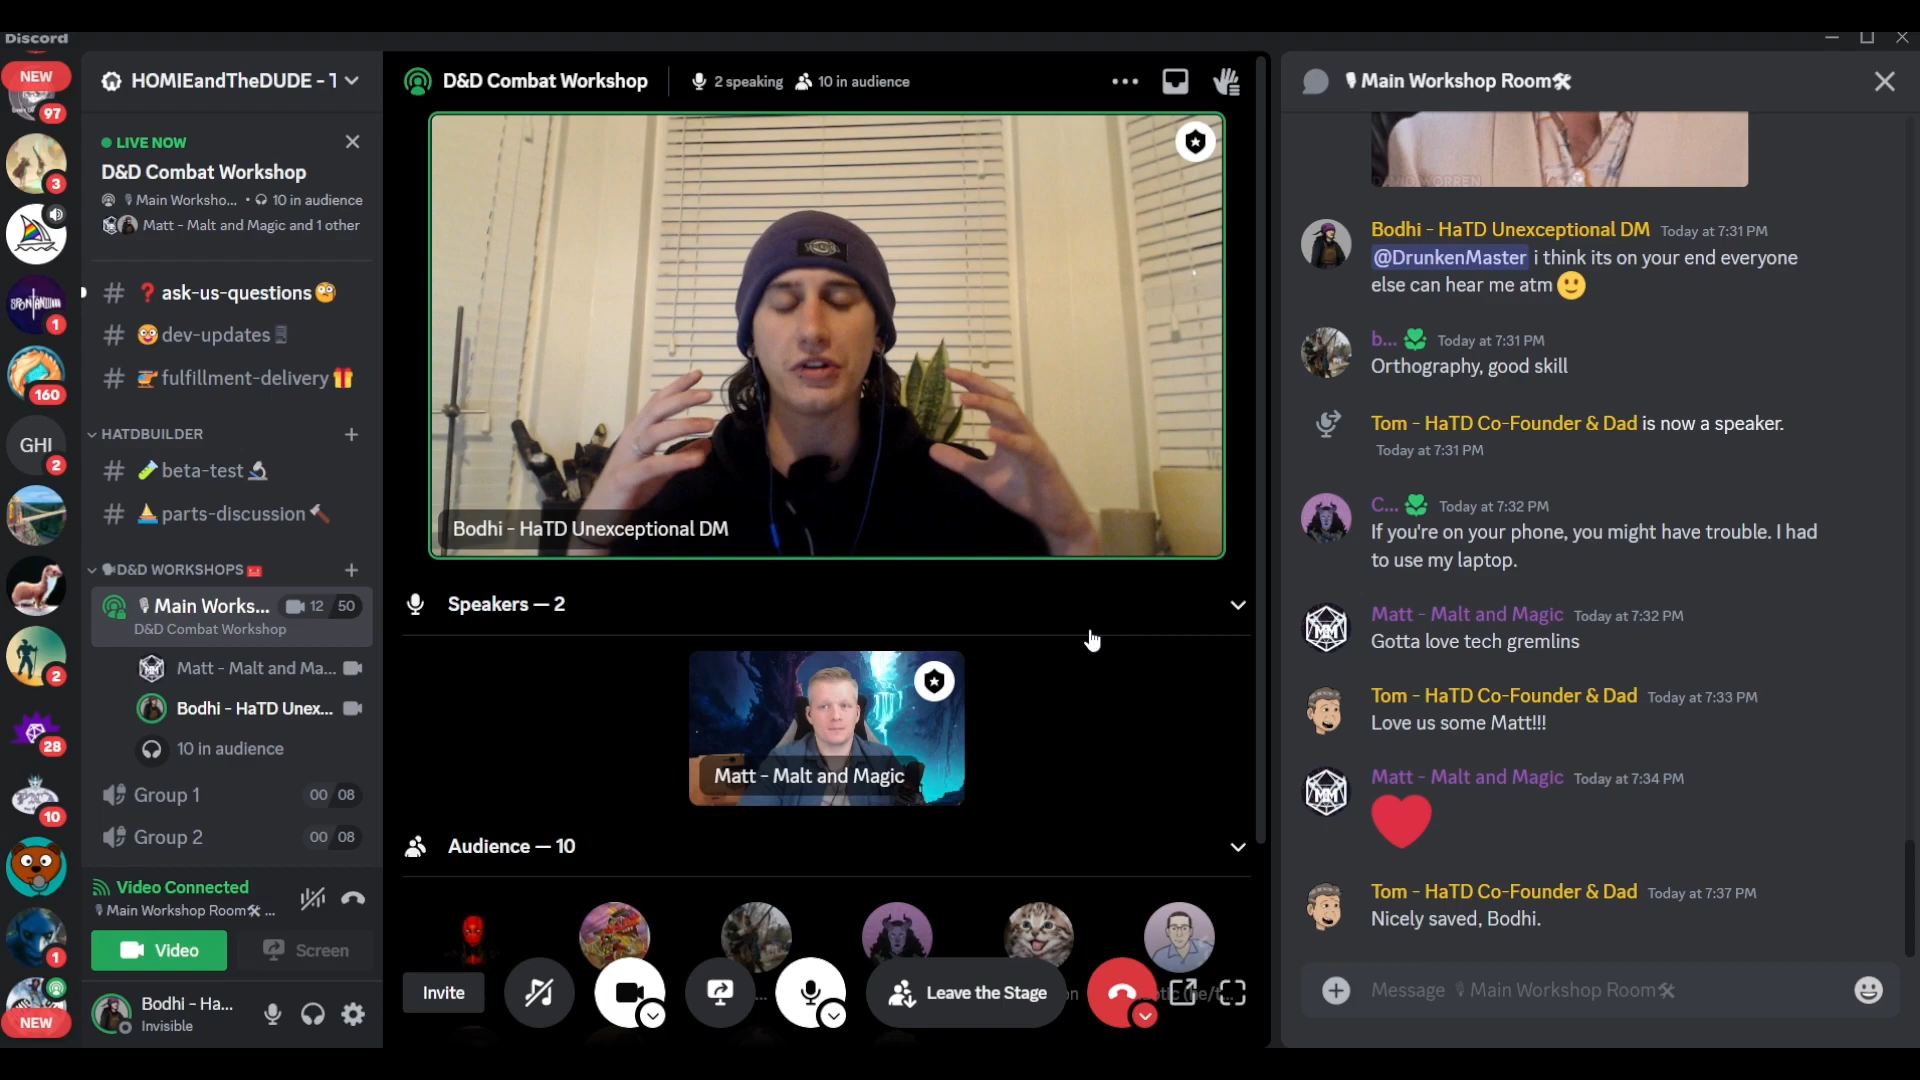 Discord
NEW
97
3
SPONTANIUM
1
160
GHI
2
2
28
10
1
NEW
HOMIEandTheDUDE - T
LIVE NOW
D&D Combat Workshop
🎙Main Worksho... • 10 in audience
Matt - Malt and Magic and 1 other
# ❓ask-us-questions🧐
# dev-updates
# fulfillment-delivery🎁
HATDBUILDER
# 🧪beta-test🔬
# ⛵parts-discussion🔨
🗣D&D WORKSHOPS
🎙Main Works... 12 50
D&D Combat Workshop
Matt - Malt and Ma...
Bodhi - HaTD Unex...
10 in audience
Group 1 00 08
Group 2 00 08
Video Connected
🎙Main Workshop Room🛠 ...
Video
Screen
Bodhi - Ha...
Invisible
D&D Combat Workshop
2 speaking
10 in audience
Bodhi - HaTD Unexceptional DM
Speakers — 2
Matt - Malt and Magic
Audience — 10
Invite
Leave the Stage
🎙Main Workshop Room🛠
Bodhi - HaTD Unexceptional DM Today at 7:31 PM
@DrunkenMaster i think its on your end everyone
else can hear me atm🙂
b... Today at 7:31 PM
Orthography, good skill
Tom - HaTD Co-Founder & Dad is now a speaker.
Today at 7:31 PM
C... Today at 7:32 PM
If you're on your phone, you might have trouble. I had
to use my laptop.
Matt - Malt and Magic Today at 7:32 PM
Gotta love tech gremlins
Tom - HaTD Co-Founder & Dad Today at 7:33 PM
Love us some Matt!!!
Matt - Malt and Magic Today at 7:34 PM
❤️
Tom - HaTD Co-Founder & Dad Today at 7:37 PM
Nicely saved, Bodhi.
Message 🎙Main Workshop Room🛠